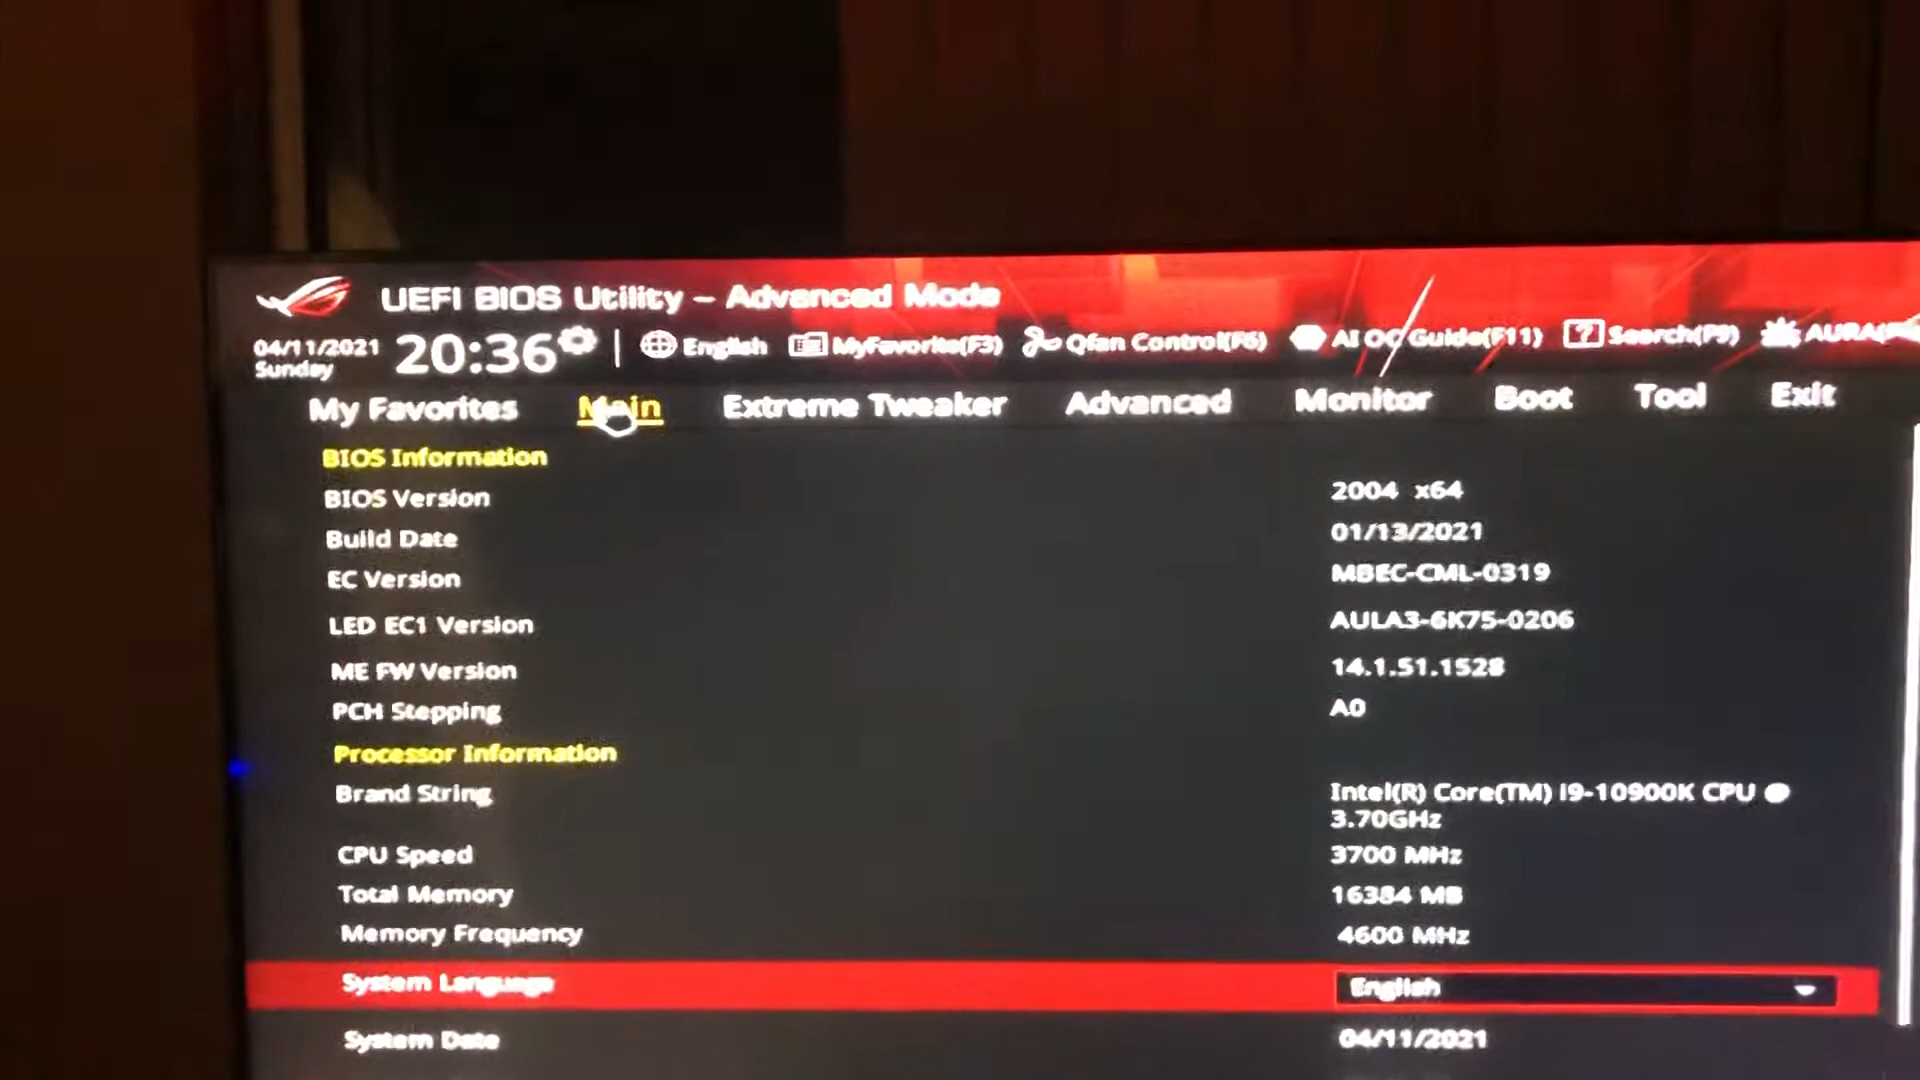 UEFI BIOS Utility – Advanced Mode
04/11/2021
Sunday
20:36
English
MyFavorite(F3)
Qfan Control(F6)
AI OC Guide(F11)
Search(F9)
AURA
My Favorites Main Extreme Tweaker Advanced Monitor Boot Tool Exit
BIOS Information
BIOS Version 2004 x64
Build Date 01/13/2021
EC Version MBEC-CML-0319
LED EC1 Version AULA3-6K75-0206
ME FW Version 14.1.51.1528
PCH Stepping A0
Processor Information
Brand String Intel(R) Core(TM) i9-10900K CPU @
3.70GHz
CPU Speed 3700 MHz
Total Memory 16384 MB
Memory Frequency 4600 MHz
System Language English
System Date 04/11/2021